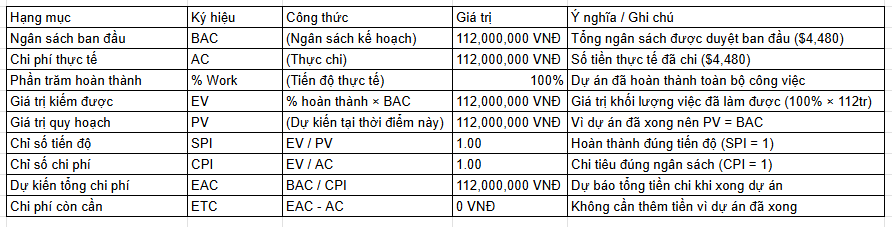 Hạng mục Ký hiệu Công thức Giá trị Ý nghĩa / Ghi chú
Ngân sách ban đầu BAC (Ngân sách kế hoạch) 112,000,000 VNĐ Tổng ngân sách được duyệt ban đầu ($4,480)
Chi phí thực tế AC (Thực chi) 112,000,000 VNĐ Số tiền thực tế đã chi ($4,480)
Phần trăm hoàn thành % Work (Tiến độ thực tế) 100% Dự án đã hoàn thành toàn bộ công việc
Giá trị kiếm được EV % hoàn thành × BAC 112,000,000 VNĐ Giá trị khối lượng việc đã làm được (100% × 112tr)
Giá trị quy hoạch PV (Dự kiến tại thời điểm này) 112,000,000 VNĐ Vì dự án đã xong nên PV = BAC
Chỉ số tiến độ SPI EV / PV 1.00 Hoàn thành đúng tiến độ (SPI = 1)
Chỉ số chi phí CPI EV / AC 1.00 Chi tiêu đúng ngân sách (CPI = 1)
Dự kiến tổng chi phí EAC BAC / CPI 112,000,000 VNĐ Dự báo tổng tiền chi khi xong dự án
Chi phí còn cần ETC EAC - AC 0 VNĐ Không cần thêm tiền vì dự án đã xong